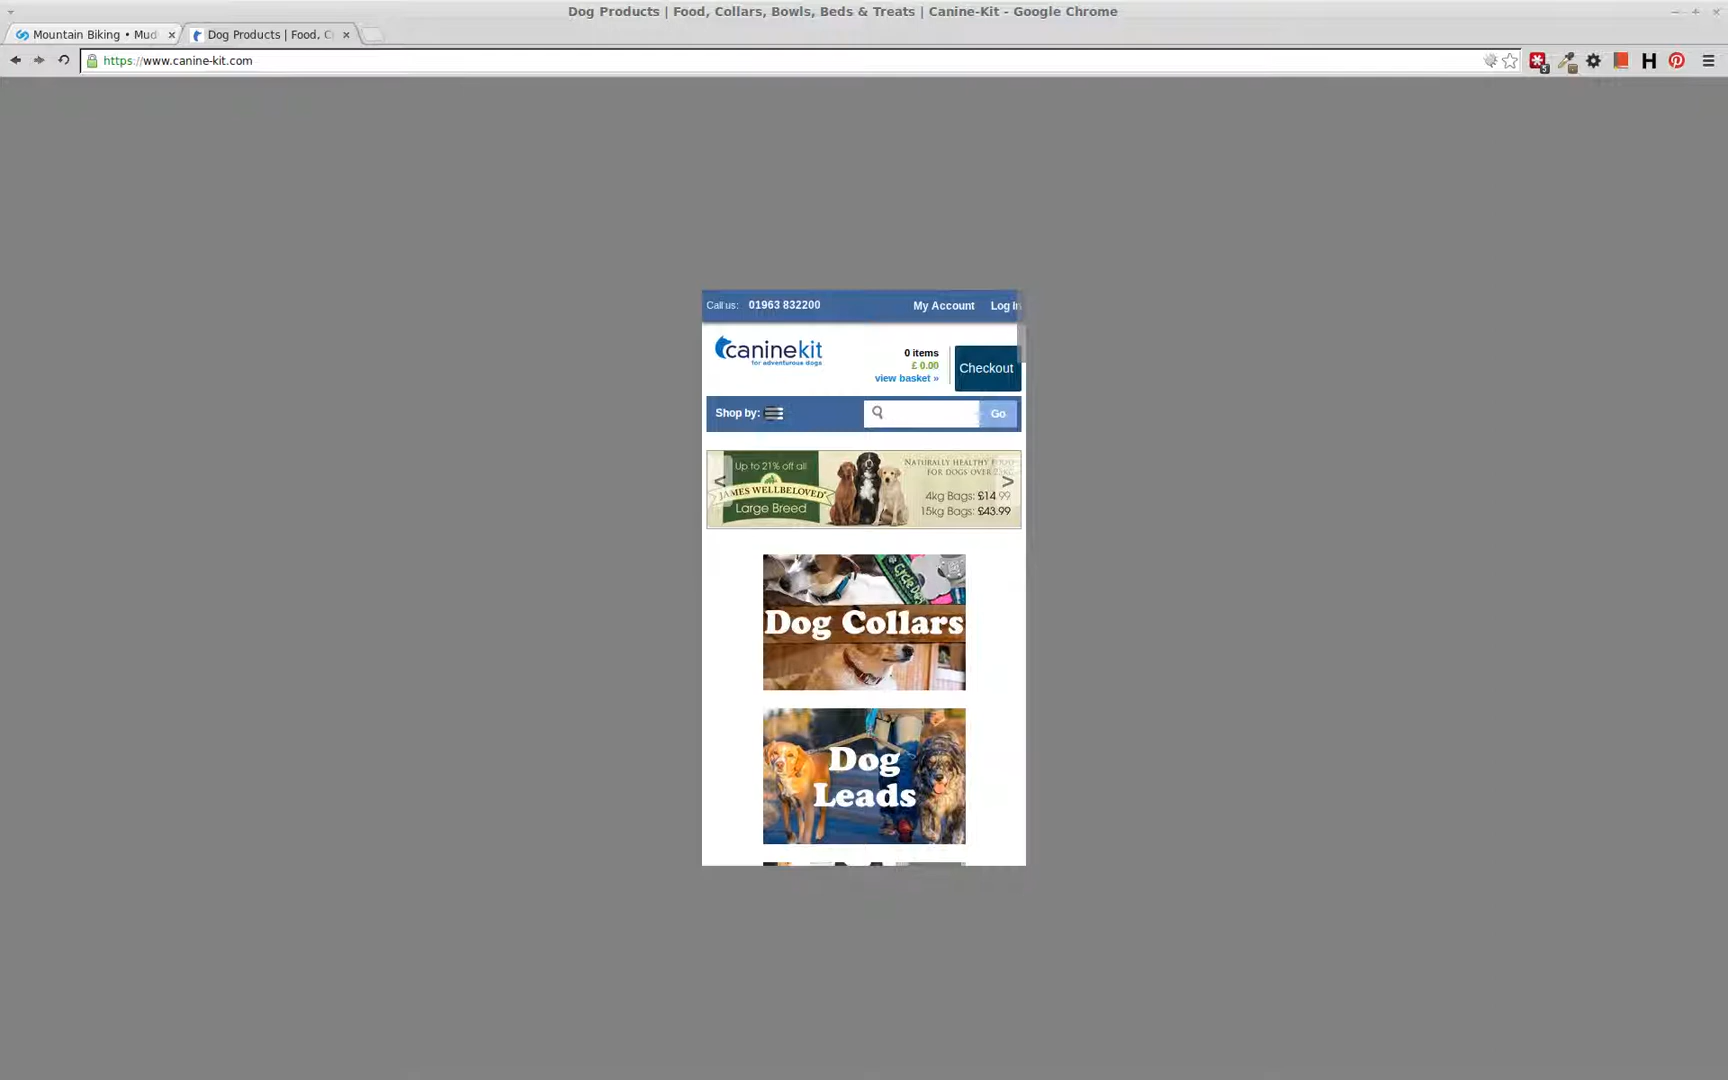 Dog Products | Food, Collars, Bowls, Beds & Treats | Canine-Kit - Google Chrome
Mountain Biking • Mud
Dog Products | Food, C
https://www.canine-kit.com
5
H
Call us: 01963 832200 My Account Log In
caninekit
for adventurous dogs
0 items
£ 0.00
view basket »
Checkout
Shop by:
Go
Up to 21% off all
JAMES WELLBELOVED
Large Breed
NATURALLY HEALTHY FOOD
FOR DOGS OVER
4kg Bags: £14.99
15kg Bags: £43.99
<
>
Cycle Dog
Dog Collars
Dog
Leads